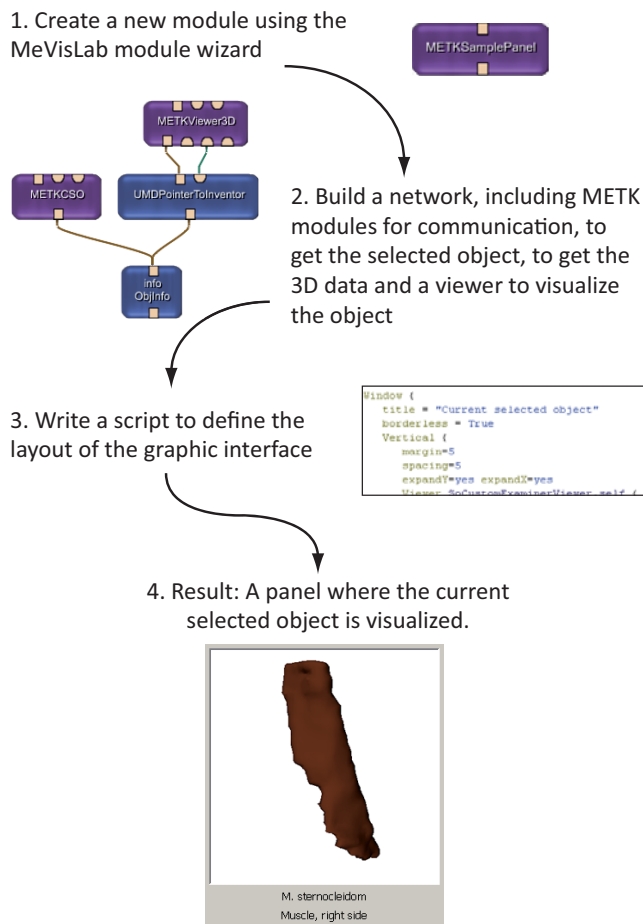 1. Create a new module using the
MeVisLab module wizard
METKSamplePanel
METKViewer3D
METKCSO
UMDPointerToInventor
info
ObjInfo
2. Build a network, including METK
modules for communication, to
get the selected object, to get the
3D data and a viewer to visualize
the object
3. Write a script to define the
layout of the graphic interface
Window {
title = "Current selected object"
borderless = True
Vertical {
margin=5
spacing=5
expandY=yes expandX=yes
Viewer SoCustomExaminerViewer.self {
4. Result: A panel where the current
selected object is visualized.
M. sternocleidom
Muscle, right side